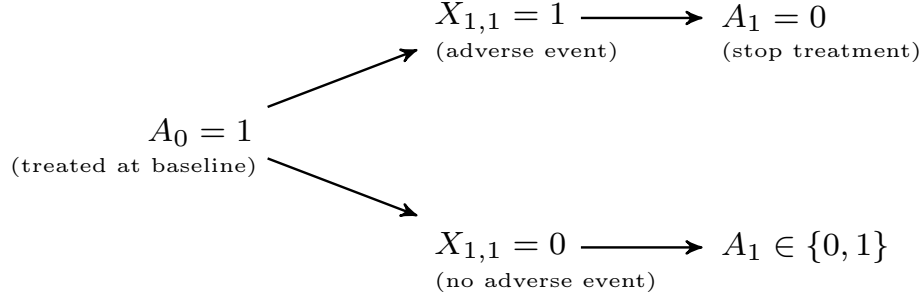 X_{1,1} = 1
(adverse event)
A_1 = 0
(stop treatment)
A_0 = 1
(treated at baseline)
X_{1,1} = 0
(no adverse event)
A_1 ∈ {0, 1}